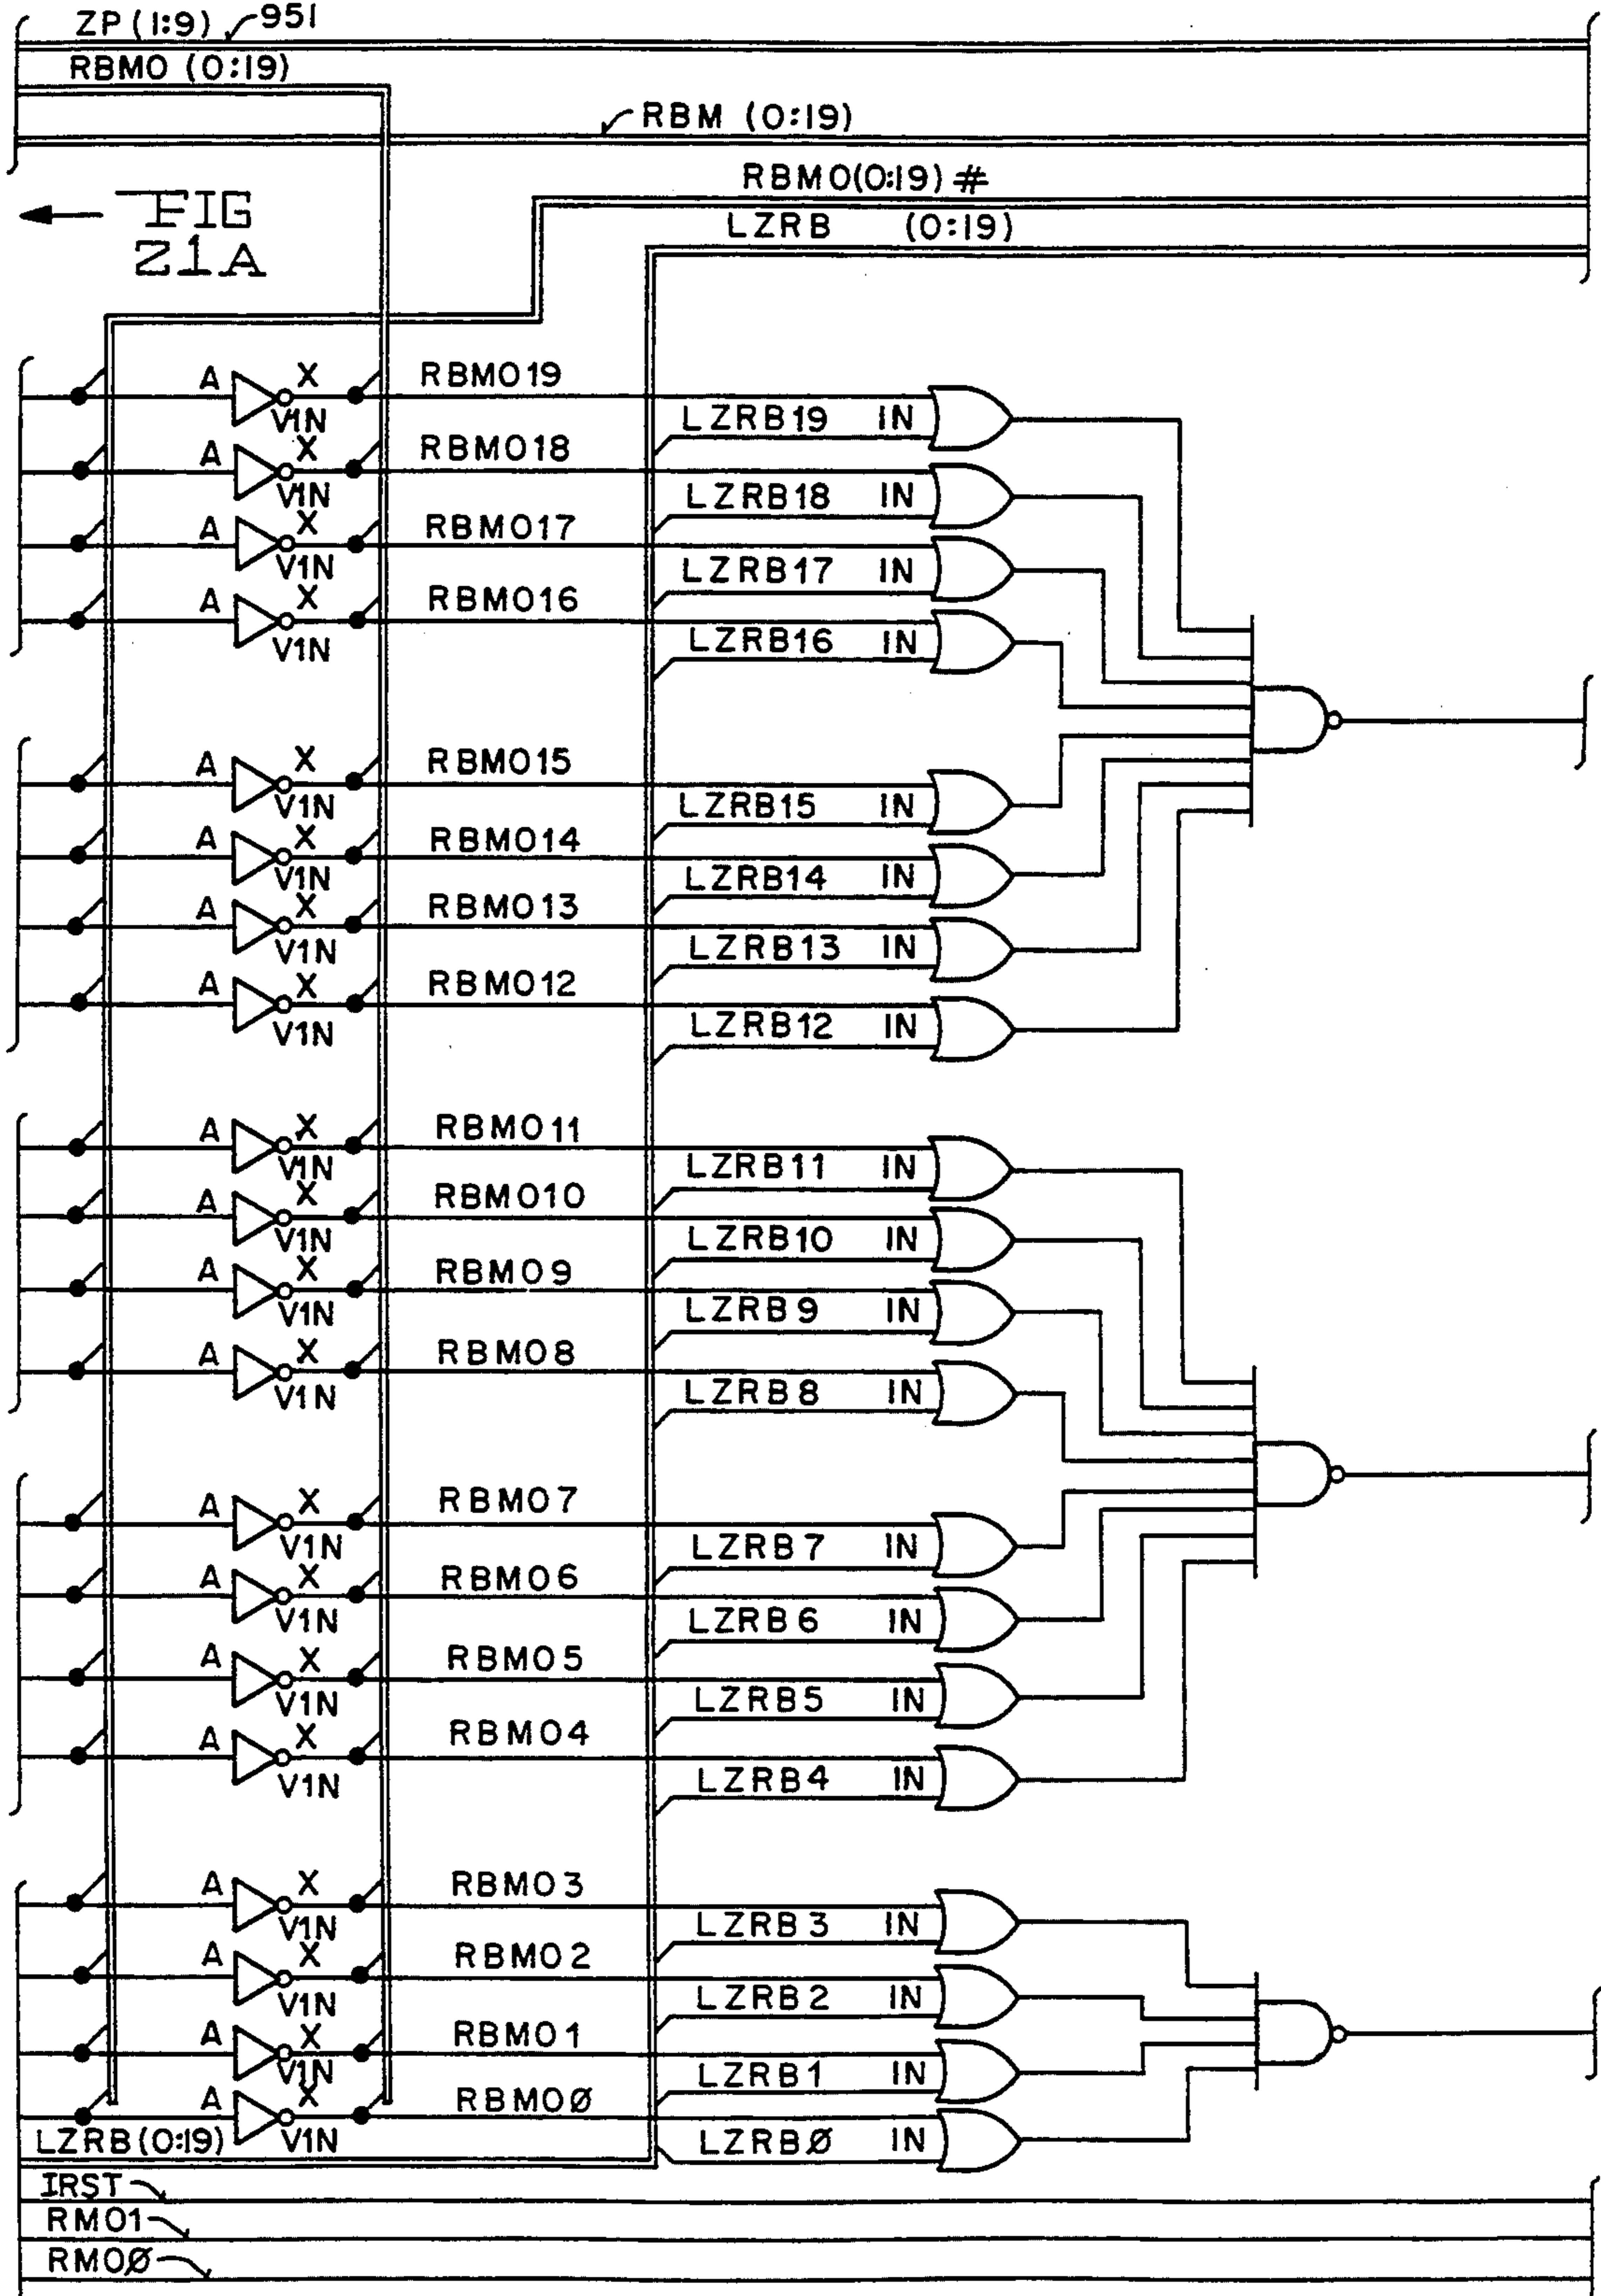 ZP (1:9) 951
RBMO (0:19)
RBM (0:19)
RBMO(0:19) #
LZRB (0:19)
FIG
21A
A X RBMO19
V1N LZRB19 IN
A X RBMO18
V1N LZRB18 IN
A X RBMO17
V1N LZRB17 IN
A X RBMO16
V1N LZRB16 IN
A X RBMO15
V1N LZRB15 IN
A X RBMO14
V1N LZRB14 IN
A X RBMO13
V1N LZRB13 IN
A X RBMO12
V1N LZRB12 IN
A X RBMO11
V1N LZRB11 IN
A X RBMO10
V1N LZRB10 IN
A X RBMO9
V1N LZRB9 IN
A X RBMO8
V1N LZRB8 IN
A X RBMO7
V1N LZRB7 IN
A X RBMO6
V1N LZRB6 IN
A X RBMO5
V1N LZRB5 IN
A X RBMO4
V1N LZRB4 IN
A X RBMO3
V1N LZRB3 IN
A X RBMO2
V1N LZRB2 IN
A X RBMO1
V1N LZRB1 IN
A X RBMOØ
LZRB(0:19) V1N LZRBØ IN
IRST
RMO1
RMOØ